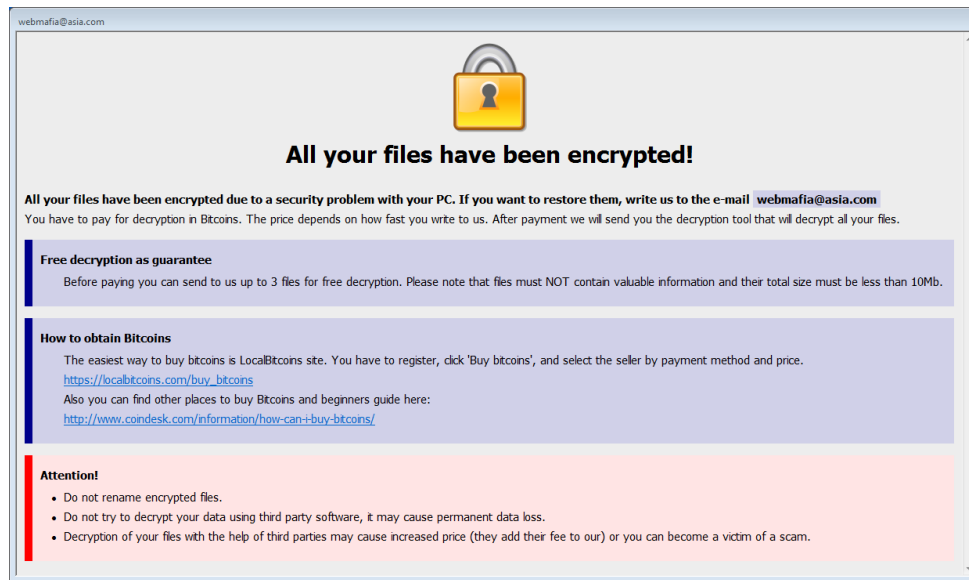 webmafia@asia.com
All your files have been encrypted!
All your files have been encrypted due to a security problem with your PC. If you want to restore them, write us to the e-mail webmafia@asia.com
You have to pay for decryption in Bitcoins. The price depends on how fast you write to us. After payment we will send you the decryption tool that will decrypt all your files.
Free decryption as guarantee
Before paying you can send to us up to 3 files for free decryption. Please note that files must NOT contain valuable information and their total size must be less than 10Mb.
How to obtain Bitcoins
The easiest way to buy bitcoins is LocalBitcoins site. You have to register, click 'Buy bitcoins', and select the seller by payment method and price.
https://localbitcoins.com/buy_bitcoins
Also you can find other places to buy Bitcoins and beginners guide here:
http://www.coindesk.com/information/how-can-i-buy-bitcoins/
Attention!
• Do not rename encrypted files.
• Do not try to decrypt your data using third party software, it may cause permanent data loss.
• Decryption of your files with the help of third parties may cause increased price (they add their fee to our) or you can become a victim of a scam.